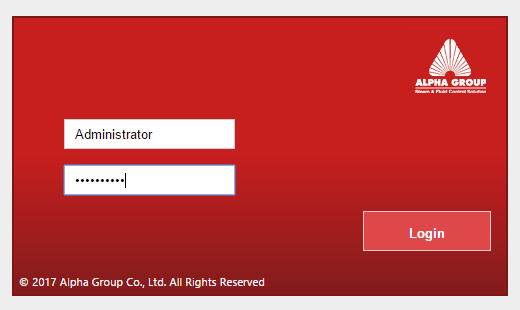 ALPHA GROUP
Steam & Fluid Control Solution
Administrator
••••••••••
Login
© 2017 Alpha Group Co., Ltd. All Rights Reserved